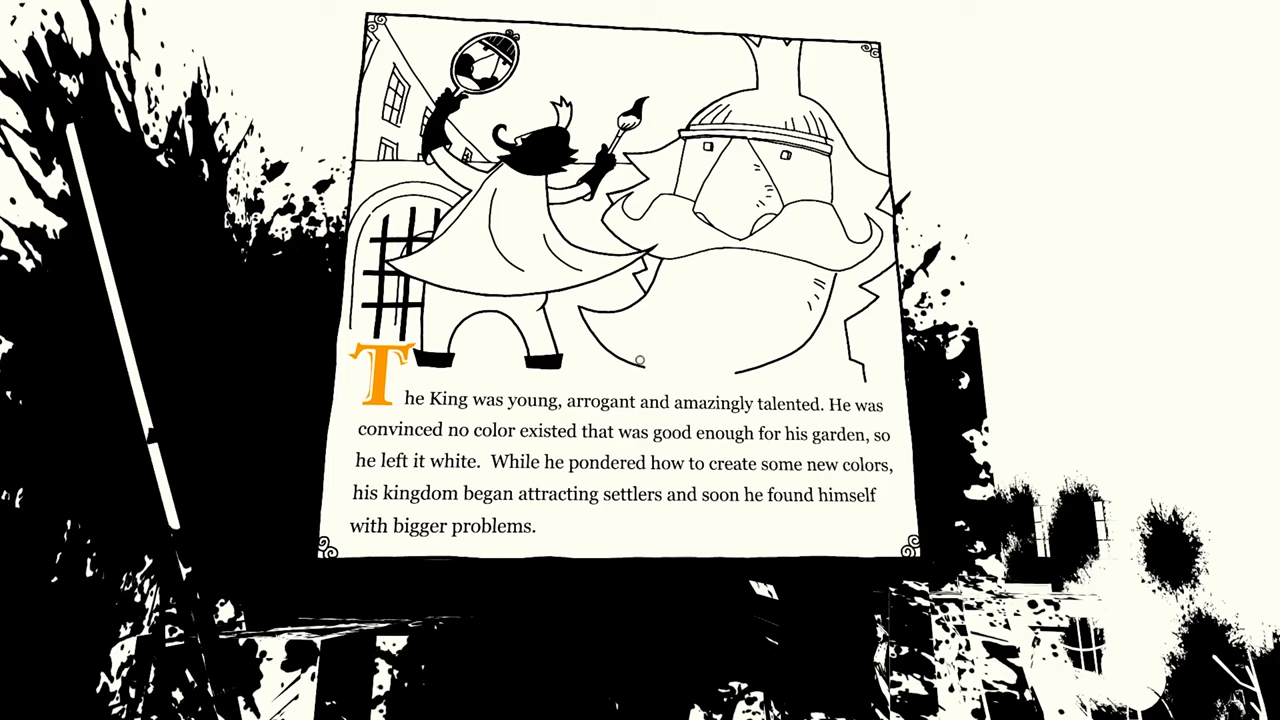 The King was young, arrogant and amazingly talented. He was
convinced no color existed that was good enough for his garden, so
he left it white.  While he pondered how to create some new colors,
his kingdom began attracting settlers and soon he found himself
with bigger problems.